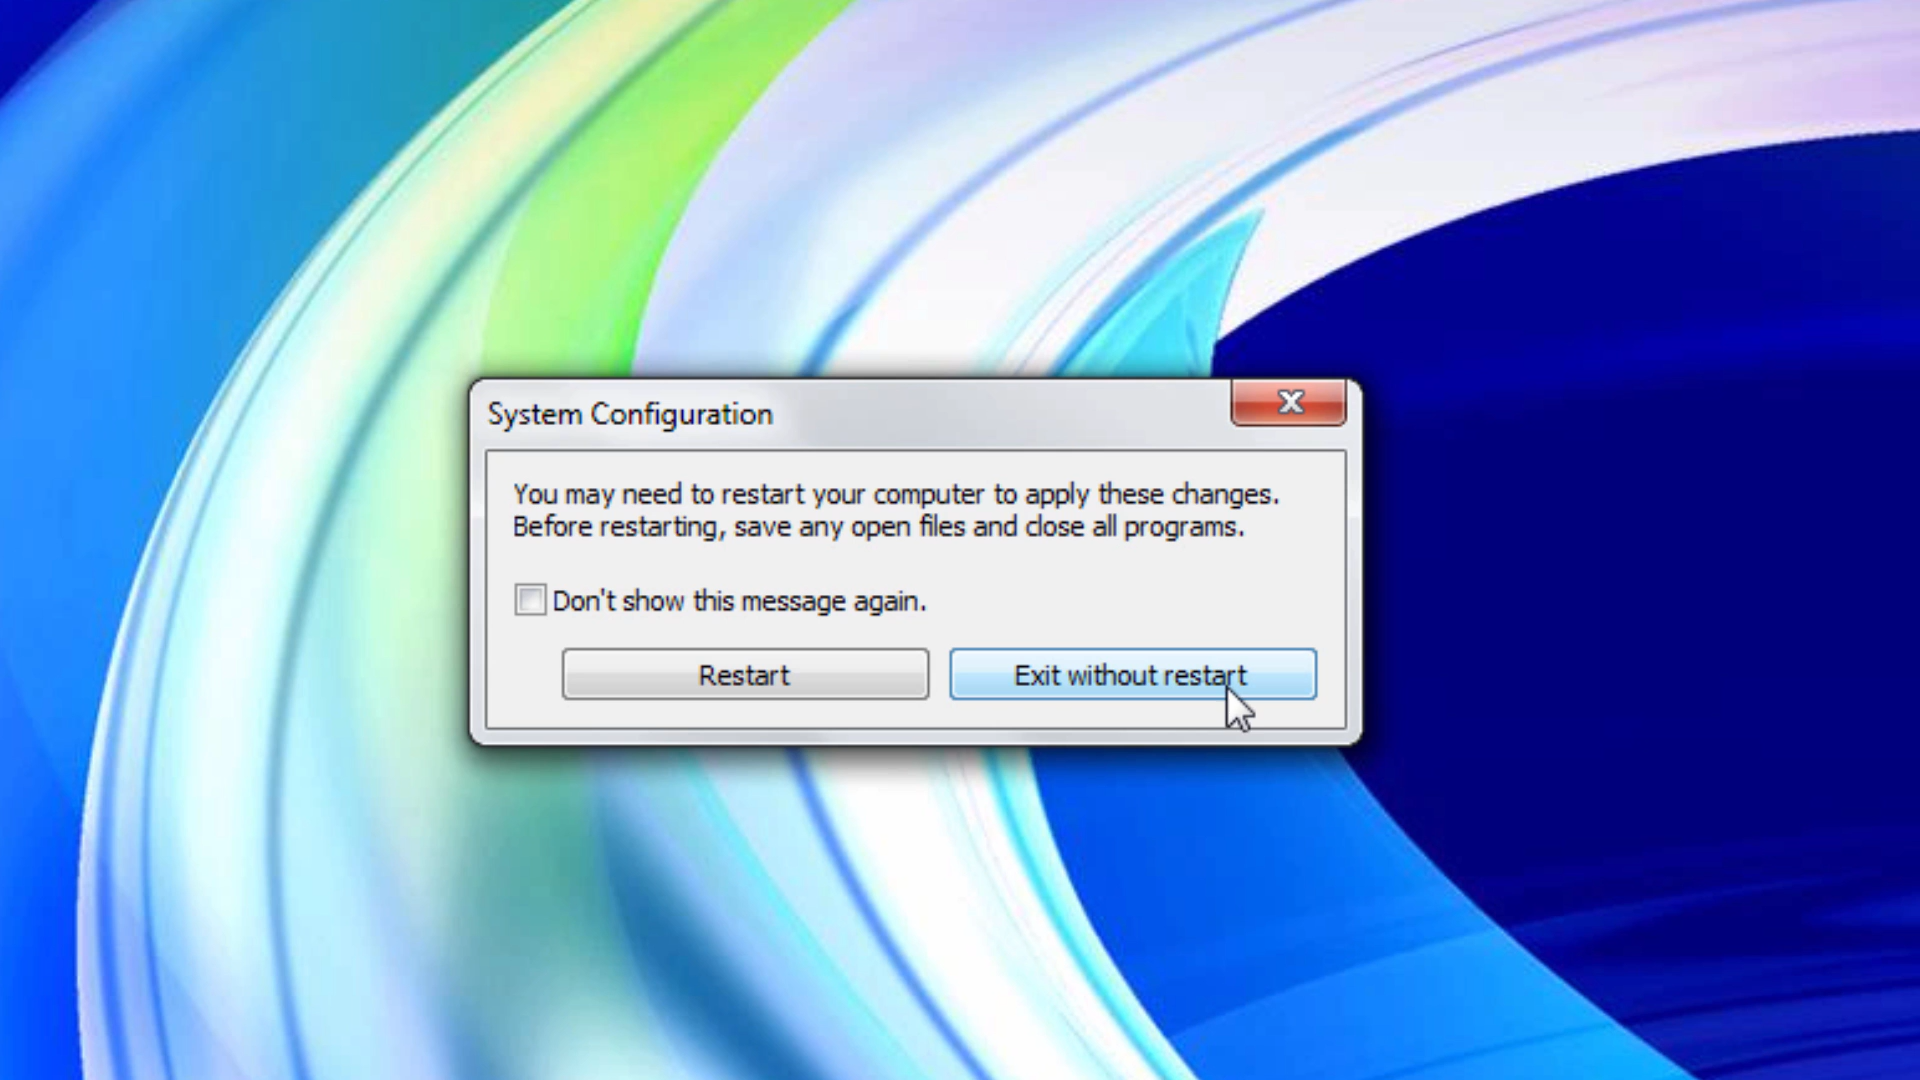 System Configuration
You may need to restart your computer to apply these changes.
Before restarting, save any open files and close all programs.
Don't show this message again.
Restart
Exit without restart